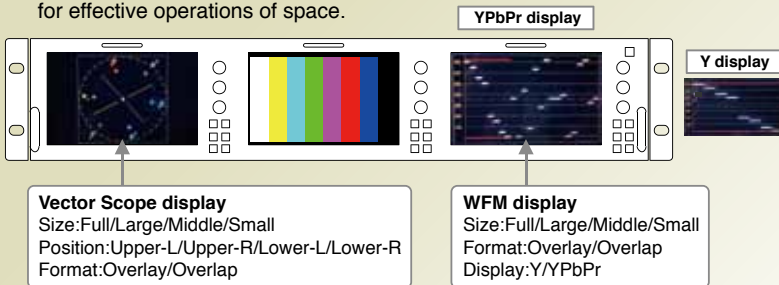 for effective operations of space.
YPbPr display
Y display
Vector Scope display
Size:Full/Large/Middle/Small
Position:Upper-L/Upper-R/Lower-L/Lower-R
Format:Overlay/Overlap
WFM display
Size:Full/Large/Middle/Small
Format:Overlay/Overlap
Display:Y/YPbPr